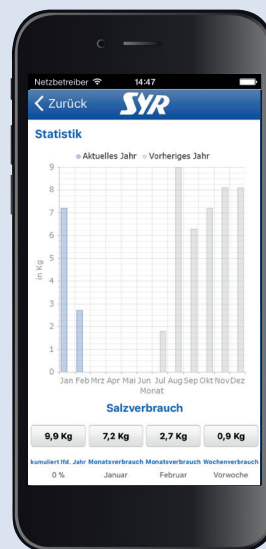 Netzbetreiber 14:47
Zurück SYR
Statistik
Aktuelles Jahr Vorheriges Jahr
9
8
7
6
5
4
3
2
1
0
in Kg
Jan Feb Mrz Apr Mai Jun Jul Aug Sep Okt Nov Dez
Monat
Salzverbrauch
9,9 Kg 7,2 Kg 2,7 Kg 0,9 Kg
kumuliert lfd. Jahr Monatsverbrauch Monatsverbrauch Wochenverbrauch
0 % Januar Februar Vorwoche